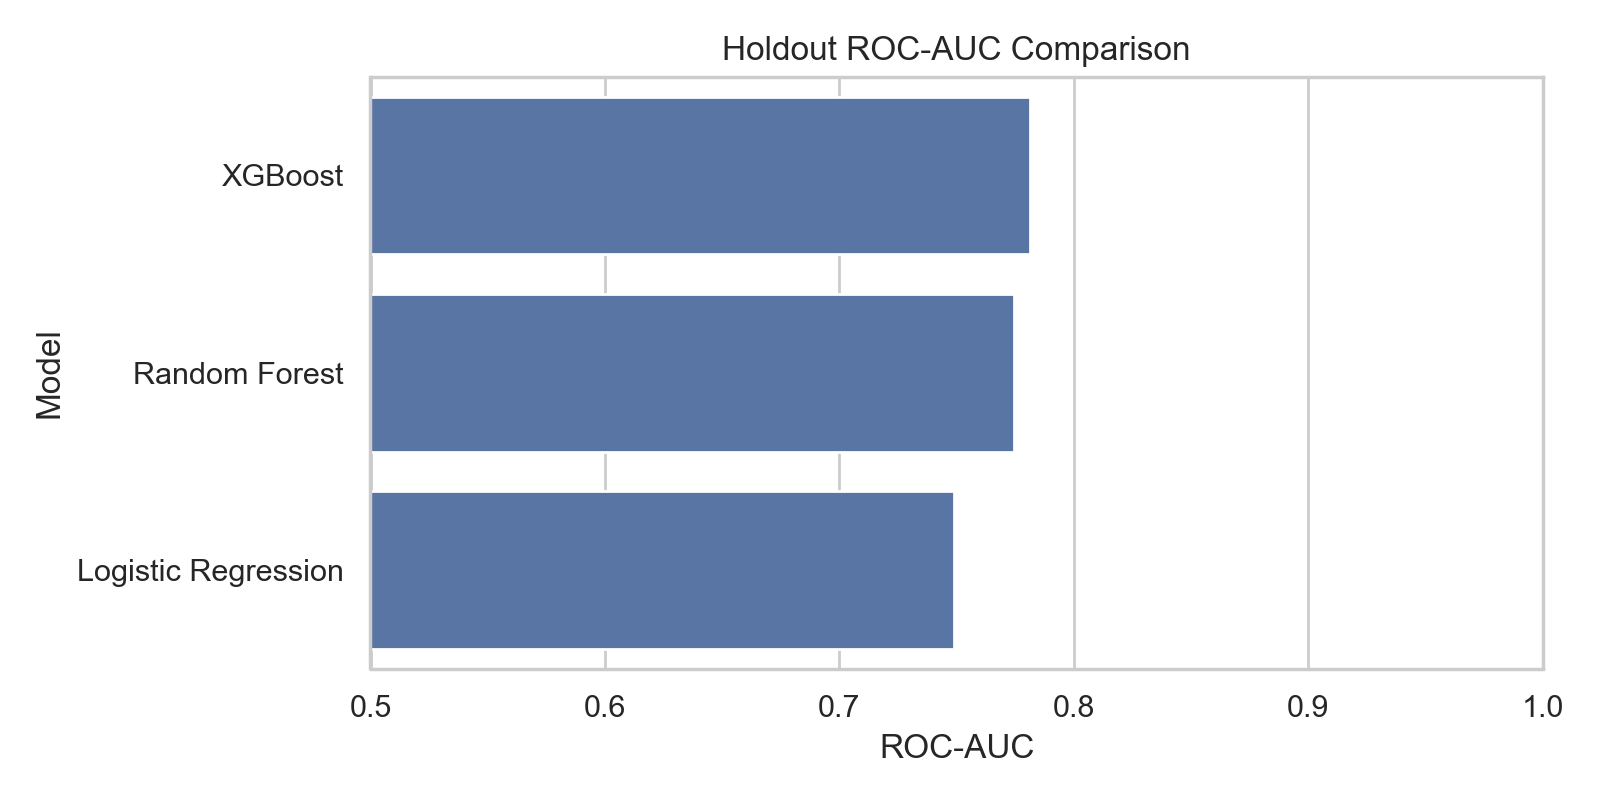 Holdout ROC-AUC Comparison
XGBoost
Random Forest
Logistic Regression
Model
0.5 0.6 0.7 0.8 0.9 1.0
ROC-AUC